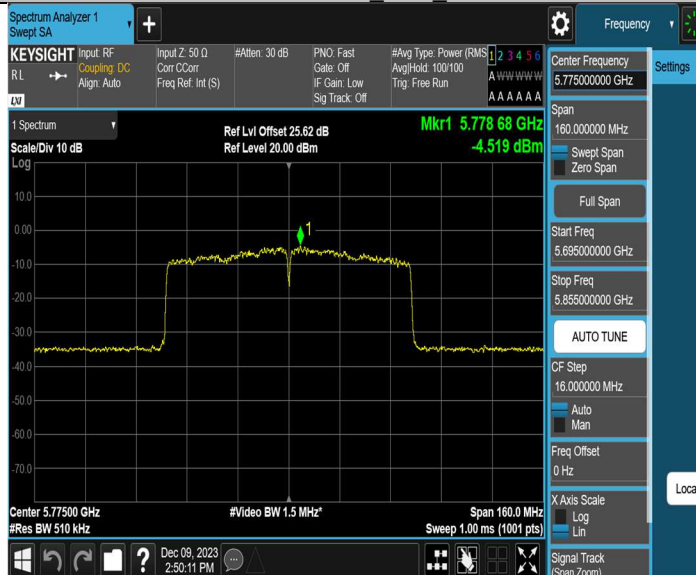 Spectrum Analyzer 1
Swept SA
Frequency
KEYSIGHT
RL
LXI
Input: RF
Coupling: DC
Align: Auto
Input Z: 50 Ω
Corr CCorr
Freq Ref: Int (S)
#Atten: 30 dB
PNO: Fast
Gate: Off
IF Gain: Low
Sig Track: Off
#Avg Type: Power (RMS
Avg|Hold: 100/100
Trig: Free Run
1 2 3 4 5 6
A W W W W W
A A A A A A
1 Spectrum
Scale/Div 10 dB
Log
Ref Lvl Offset 25.62 dB
Ref Level 20.00 dBm
Mkr1 5.778 68 GHz
-4.519 dBm
10.0
0.00
-10.0
-20.0
-30.0
-40.0
-50.0
-60.0
-70.0
1
Center 5.77500 GHz
#Res BW 510 kHz
#Video BW 1.5 MHz*
Span 160.0 MHz
Sweep 1.00 ms (1001 pts)
Dec 09, 2023
2:50:11 PM
Center Frequency
5.775000000 GHz
Span
160.000000 MHz
Swept Span
Zero Span
Full Span
Start Freq
5.695000000 GHz
Stop Freq
5.855000000 GHz
AUTO TUNE
CF Step
16.000000 MHz
Auto
Man
Freq Offset
0 Hz
X Axis Scale
Log
Lin
Signal Track
(Span Zoom)
Settings
Loca